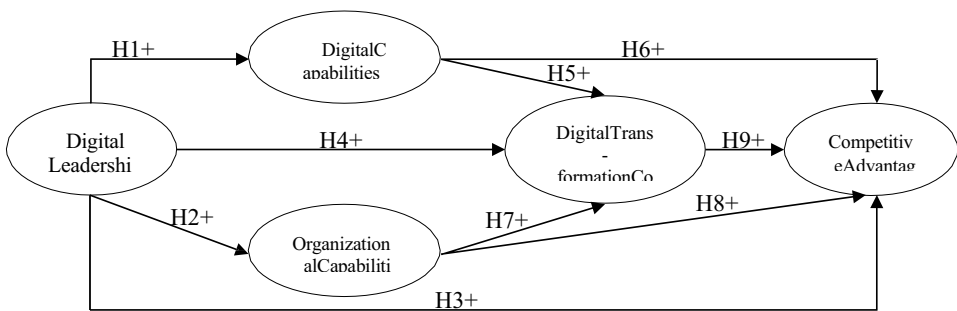 H1+
DigitalC
apabilities
H6+
H5+
Digital
Leadershi
H4+
DigitalTrans
-
formationCo
H9+
Competitiv
eAdvantag
H2+
H7+
H8+
Organization
alCapabiliti
H3+